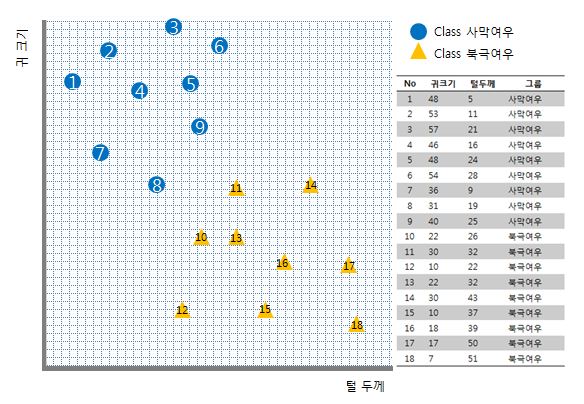 귀 크기
1
2
3
4
5
6
7
8
9
10
11
12
13
14
15
16
17
18
털 두께
Class 사막여우
Class 북극여우
No 귀크기 털두께 그룹
1 48 5 사막여우
2 53 11 사막여우
3 57 21 사막여우
4 46 16 사막여우
5 48 24 사막여우
6 54 28 사막여우
7 36 9 사막여우
8 31 19 사막여우
9 40 25 사막여우
10 22 26 북극여우
11 30 32 북극여우
12 10 22 북극여우
13 22 32 북극여우
14 30 43 북극여우
15 10 37 북극여우
16 18 39 북극여우
17 17 50 북극여우
18 7 51 북극여우